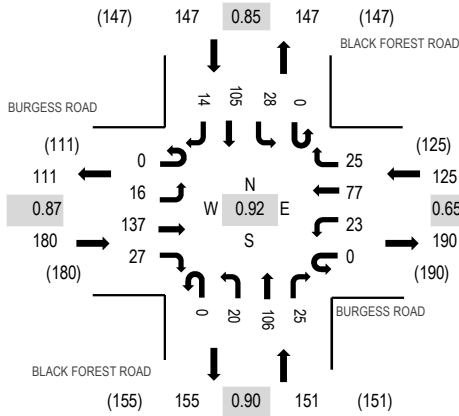 (147) 147 0.85 147 (147)
BLACK FOREST ROAD
BURGESS ROAD
14 105 28 0
(111) (125)
111 0 25 125
16 N 77
0.87 W 0.92 E 0.65
137 23
180 S 190
27 0
(180) (190)
0 20 106 25
BURGESS ROAD
BLACK FOREST ROAD
(155) 155 0.90 151 (151)